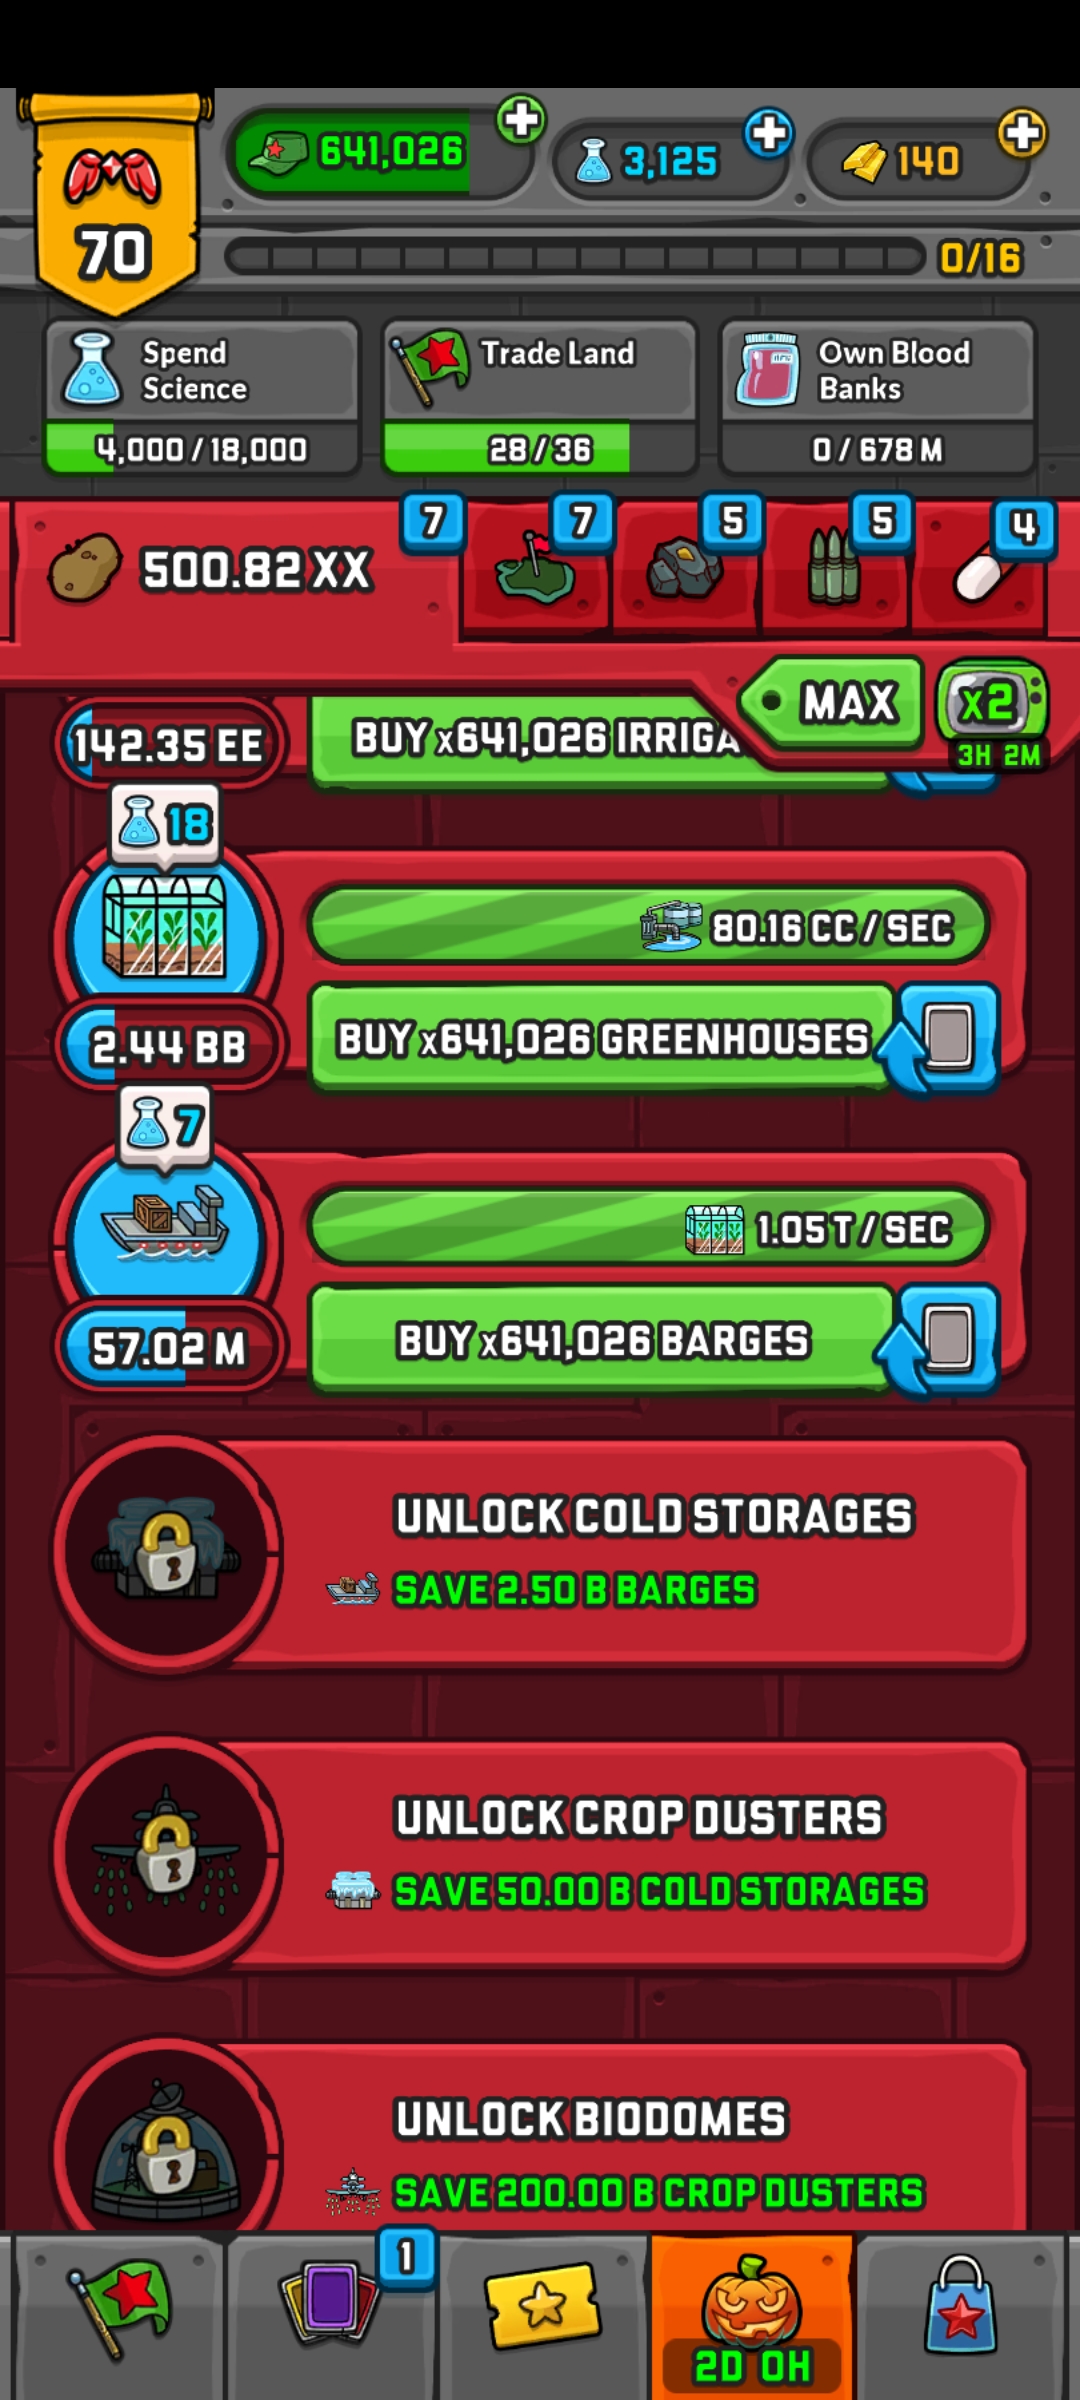 641,026
3,125
140
70
0/16
Spend
Science
4,000/18,000
Trade Land
28/36
Own Blood
Banks
0/678 M
500.82 XX
7
7
5
5
4
MAX
x2
3H 2M
142.35 EE
BUY x641,026 IRRIGA
18
80.16 CC/SEC
2.44 BB
BUY x641,026 GREENHOUSES
7
1.05 T/SEC
57.02 M
BUY x641,026 BARGES
UNLOCK COLD STORAGES
SAVE 2.50 B BARGES
UNLOCK CROP DUSTERS
SAVE 50.00 B COLD STORAGES
UNLOCK BIODOMES
SAVE 200.00 B CROP DUSTERS
1
2D 0H